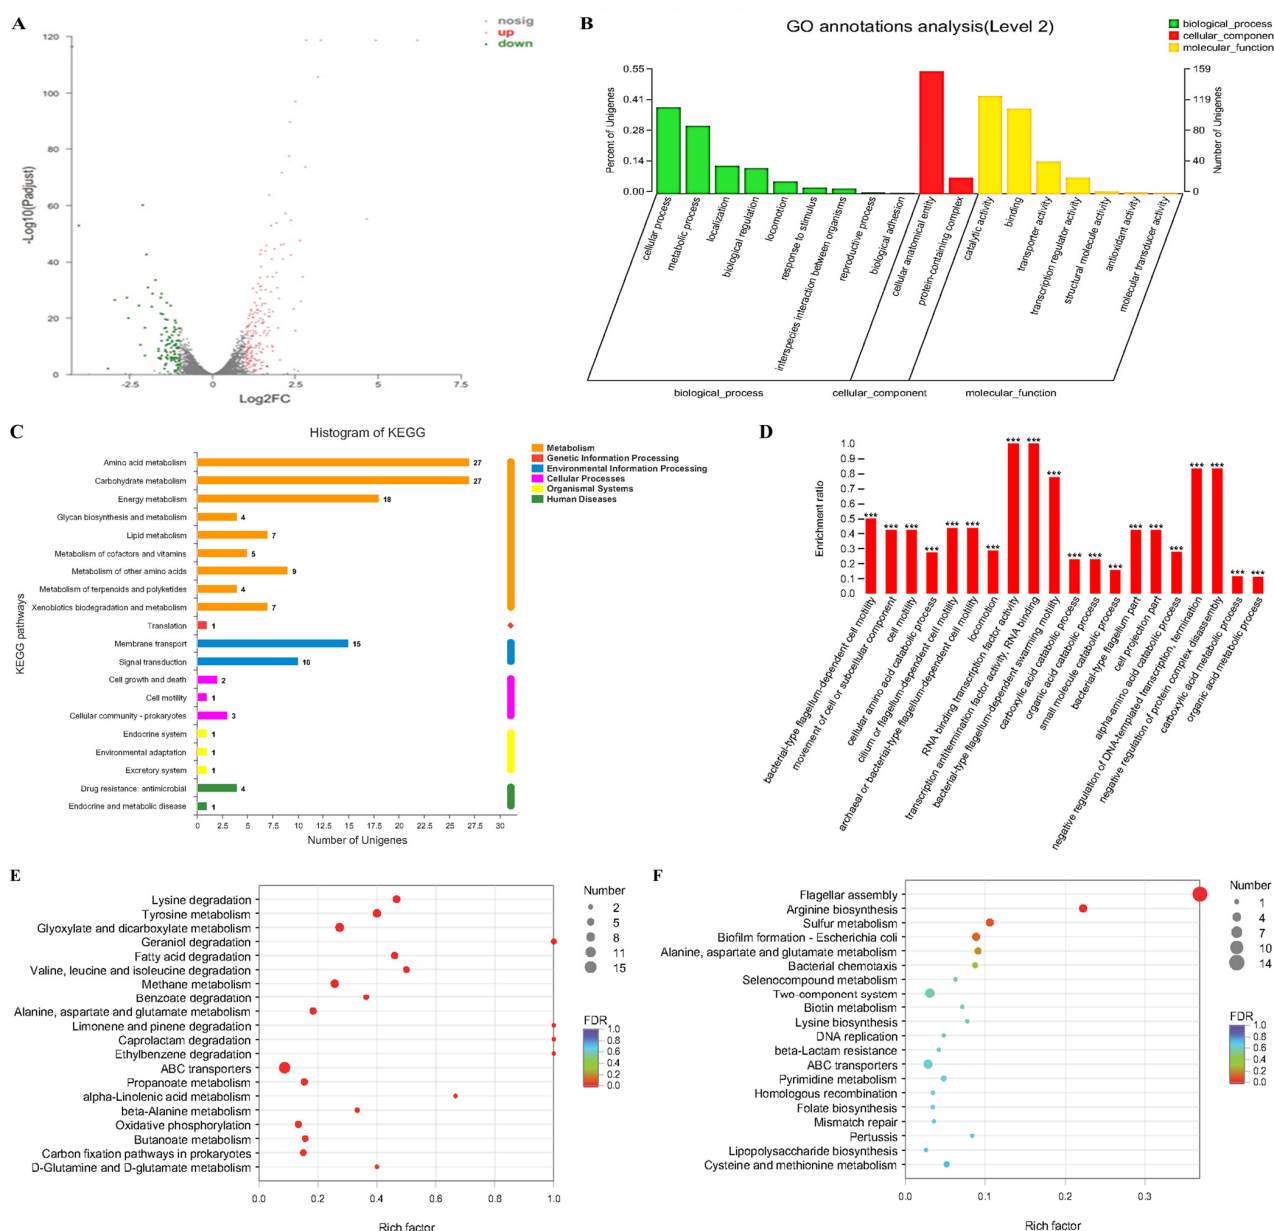 A
nosig
up
down
120
100
80
60
40
20
0
-2.5
0
2.5
5
7.5
-Log10(Padjust)
Log2FC
B
GO annotations analysis(Level 2)
biological_process
cellular_component
molecular_function
0.55
0.41
0.28
0.14
0.00
Percent of Unigenes
159
119
80
40
0
Number of Unigenes
cellular process
metabolic process
localization
biological regulation
locomotion
response to stimulus
interspecies interaction between organisms
reproductive process
biological adhesion
cellular anatomical entity
protein-containing complex
catalytic activity
binding
transporter activity
transcription regulator activity
structural molecule activity
antioxidant activity
molecular transducer activity
biological_process
cellular_component
molecular_function
C
Histogram of KEGG
Metabolism
Genetic Information Processing
Environmental Information Processing
Cellular Processes
Organismal Systems
Human Diseases
KEGG pathways
Amino acid metabolism 27
Carbohydrate metabolism 27
Energy metabolism 18
Glycan biosynthesis and metabolism 4
Lipid metabolism 7
Metabolism of cofactors and vitamins 5
Metabolism of other amino acids 9
Metabolism of terpenoids and polyketides 4
Xenobiotics biodegradation and metabolism 7
Translation 1
Membrane transport 15
Signal transduction 10
Cell growth and death 2
Cell motility 1
Cellular community - prokaryotes 3
Endocrine system 1
Environmental adaptation 1
Excretory system 1
Drug resistance: antimicrobial 4
Endocrine and metabolic disease 1
0 2.5 5 7.5 10 12.5 15 17.5 20 22.5 25 27.5 30
Number of Unigenes
D
Enrichment ratio
1.0
0.9
0.8
0.7
0.6
0.5
0.4
0.3
0.2
0.1
0.0
*** *** *** *** *** *** *** *** *** *** *** *** *** *** *** *** *** *** *** ***
bacterial-type flagellum-dependent cell motility
movement of cell or subcellular component
cell motility
cellular amino acid catabolic process
cilium or flagellum-dependent cell motility
archaeal or bacterial-type flagellum-dependent cell motility
locomotion
RNA binding transcription factor activity
transcription antitermination factor activity, RNA binding
bacterial-type flagellum-dependent swarming motility
carboxylic acid catabolic process
organic acid catabolic process
small molecule catabolic process
bacterial-type flagellum part
cell projection part
alpha-amino acid catabolic process
negative regulation of DNA-templated transcription, termination
negative regulation of protein complex disassembly
carboxylic acid metabolic process
organic acid metabolic process
E
Lysine degradation
Tyrosine metabolism
Glyoxylate and dicarboxylate metabolism
Geraniol degradation
Fatty acid degradation
Valine, leucine and isoleucine degradation
Methane metabolism
Benzoate degradation
Alanine, aspartate and glutamate metabolism
Limonene and pinene degradation
Caprolactam degradation
Ethylbenzene degradation
ABC transporters
Propanoate metabolism
alpha-Linolenic acid metabolism
beta-Alanine metabolism
Oxidative phosphorylation
Butanoate metabolism
Carbon fixation pathways in prokaryotes
D-Glutamine and D-glutamate metabolism
0.0 0.2 0.4 0.6 0.8 1.0
Rich factor
Number
2
5
8
11
15
FDR
1.0
0.8
0.6
0.4
0.2
0.0
F
Flagellar assembly
Arginine biosynthesis
Sulfur metabolism
Biofilm formation - Escherichia coli
Alanine, aspartate and glutamate metabolism
Bacterial chemotaxis
Selenocompound metabolism
Two-component system
Biotin metabolism
Lysine biosynthesis
DNA replication
beta-Lactam resistance
ABC transporters
Pyrimidine metabolism
Homologous recombination
Folate biosynthesis
Mismatch repair
Pertussis
Lipopolysaccharide biosynthesis
Cysteine and methionine metabolism
0.0 0.1 0.2 0.3
Rich factor
Number
1
4
7
10
14
FDR
1.0
0.8
0.6
0.4
0.2
0.0